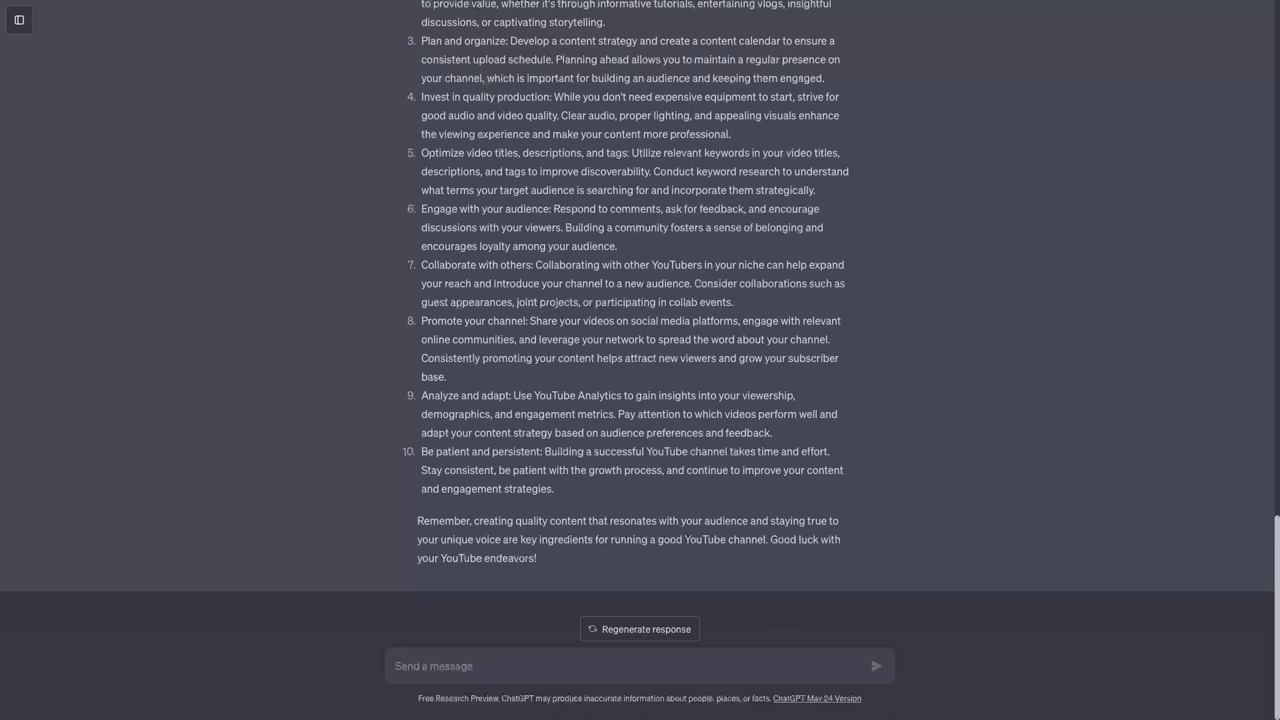 to provide value, whether it's through informative tutorials, entertaining vlogs, insightful
discussions, or captivating storytelling.
3. Plan and organize: Develop a content strategy and create a content calendar to ensure a
consistent upload schedule. Planning ahead allows you to maintain a regular presence on
your channel, which is important for building an audience and keeping them engaged.
4. Invest in quality production: While you don't need expensive equipment to start, strive for
good audio and video quality. Clear audio, proper lighting, and appealing visuals enhance
the viewing experience and make your content more professional.
5. Optimize video titles, descriptions, and tags: Utilize relevant keywords in your video titles,
descriptions, and tags to improve discoverability. Conduct keyword research to understand
what terms your target audience is searching for and incorporate them strategically.
6. Engage with your audience: Respond to comments, ask for feedback, and encourage
discussions with your viewers. Building a community fosters a sense of belonging and
encourages loyalty among your audience.
7. Collaborate with others: Collaborating with other YouTubers in your niche can help expand
your reach and introduce your channel to a new audience. Consider collaborations such as
guest appearances, joint projects, or participating in collab events.
8. Promote your channel: Share your videos on social media platforms, engage with relevant
online communities, and leverage your network to spread the word about your channel.
Consistently promoting your content helps attract new viewers and grow your subscriber
base.
9. Analyze and adapt: Use YouTube Analytics to gain insights into your viewership,
demographics, and engagement metrics. Pay attention to which videos perform well and
adapt your content strategy based on audience preferences and feedback.
10. Be patient and persistent: Building a successful YouTube channel takes time and effort.
Stay consistent, be patient with the growth process, and continue to improve your content
and engagement strategies.
Remember, creating quality content that resonates with your audience and staying true to
your unique voice are key ingredients for running a good YouTube channel. Good luck with
your YouTube endeavors!
Regenerate response
Send a message
Free Research Preview. ChatGPT may produce inaccurate information about people, places, or facts. ChatGPT May 24 Version